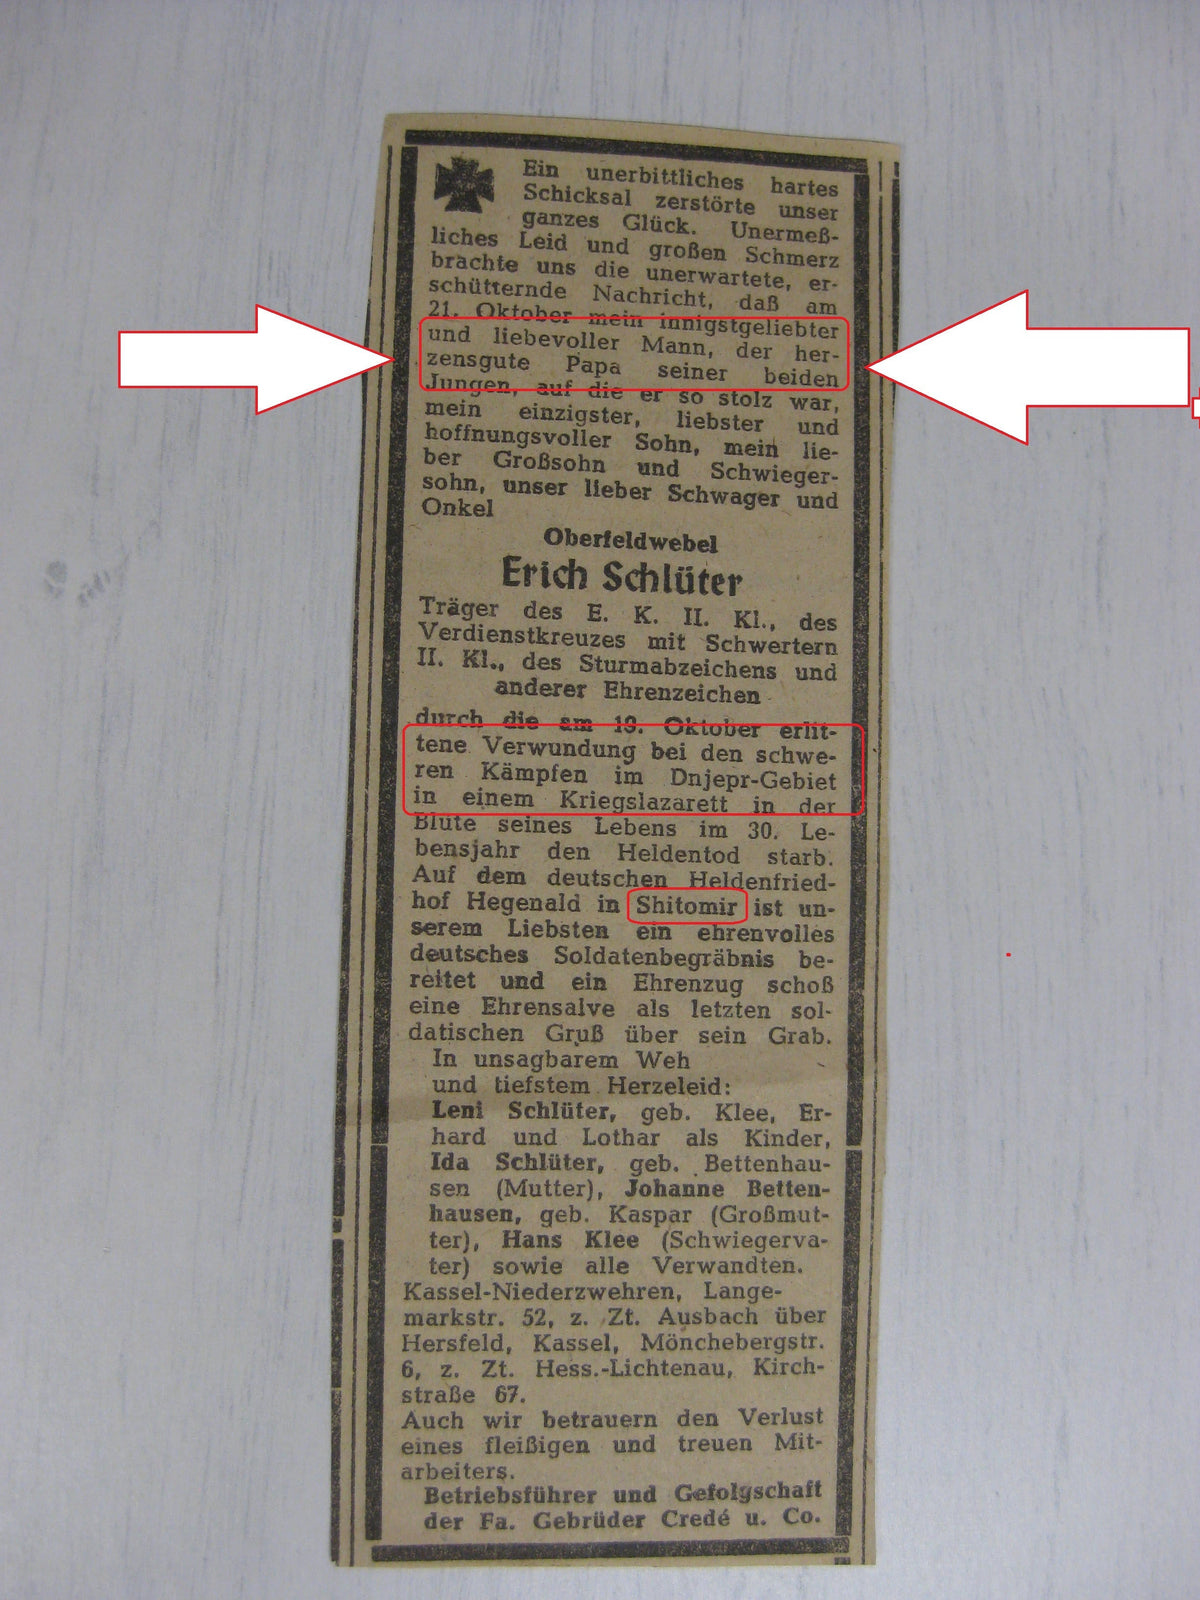 Ein unerbittliches hartes
Schicksal zerstörte unser
ganzes Glück. Unermeß-
liches Leid und großen Schmerz
brachte uns die unerwartete, er-
schütternde Nachricht, daß am
21. Oktober mein innigstgeliebter
und liebevoller Mann, der her-
zensgute Papa seiner beiden
Jungen, auf die er so stolz war,
mein einzigster, liebster und
hoffnungsvoller Sohn, mein lie-
ber Großsohn und Schwieger-
sohn, unser lieber Schwager und
Onkel
Oberfeldwebel
Erich Schlüter
Träger des E. K. II. Kl., des
Verdienstkreuzes mit Schwertern
II. Kl., des Sturmabzeichens und
anderer Ehrenzeichen
durch die am 19. Oktober erlit-
tene Verwundung bei den schwe-
ren Kämpfen im Dnjepr-Gebiet
in einem Kriegslazarett in der
Blüte seines Lebens im 30. Le-
bensjahr den Heldentod starb.
Auf dem deutschen Heldenfried-
hof Hegenald in Shitomir ist un-
serem Liebsten ein ehrenvolles
deutsches Soldatenbegräbnis be-
reitet und ein Ehrenzug schoß
eine Ehrensalve als letzten sol-
datischen Gruß über sein Grab.
In unsagbarem Weh
und tiefstem Herzeleid:
Leni Schlüter, geb. Klee, Er-
hard und Lothar als Kinder,
Ida Schlüter, geb. Bettenhau-
sen (Mutter), Johanne Betten-
hausen, geb. Kaspar (Großmut-
ter), Hans Klee (Schwiegerva-
ter) sowie alle Verwandten.
Kassel-Niederzwehren, Lange-
markstr. 52, z. Zt. Ausbach über
Hersfeld, Kassel, Mönchebergstr.
6, z. Zt. Hess.-Lichtenau, Kirch-
straße 67.
Auch wir betrauern den Verlust
eines fleißigen und treuen Mit-
arbeiters.
Betriebsführer und Gefolgschaft
der Fa. Gebrüder Credé u. Co.